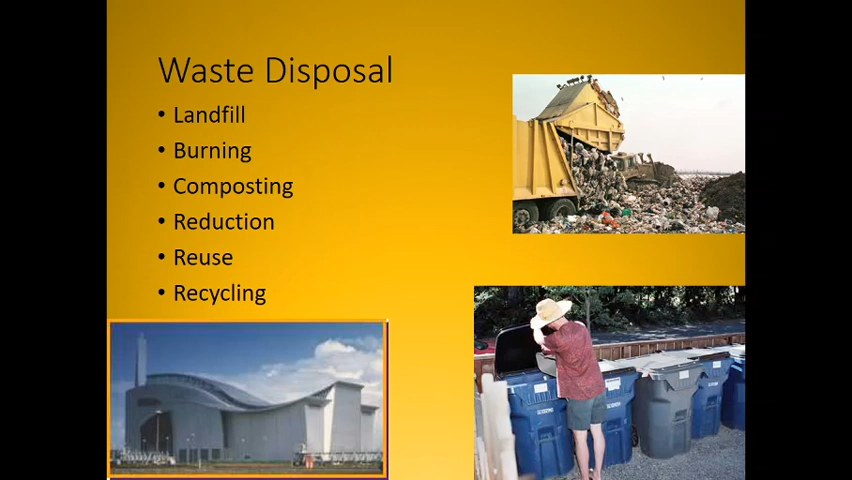 Waste Disposal
• Landfill
• Burning
• Composting
• Reduction
• Reuse
• Recycling